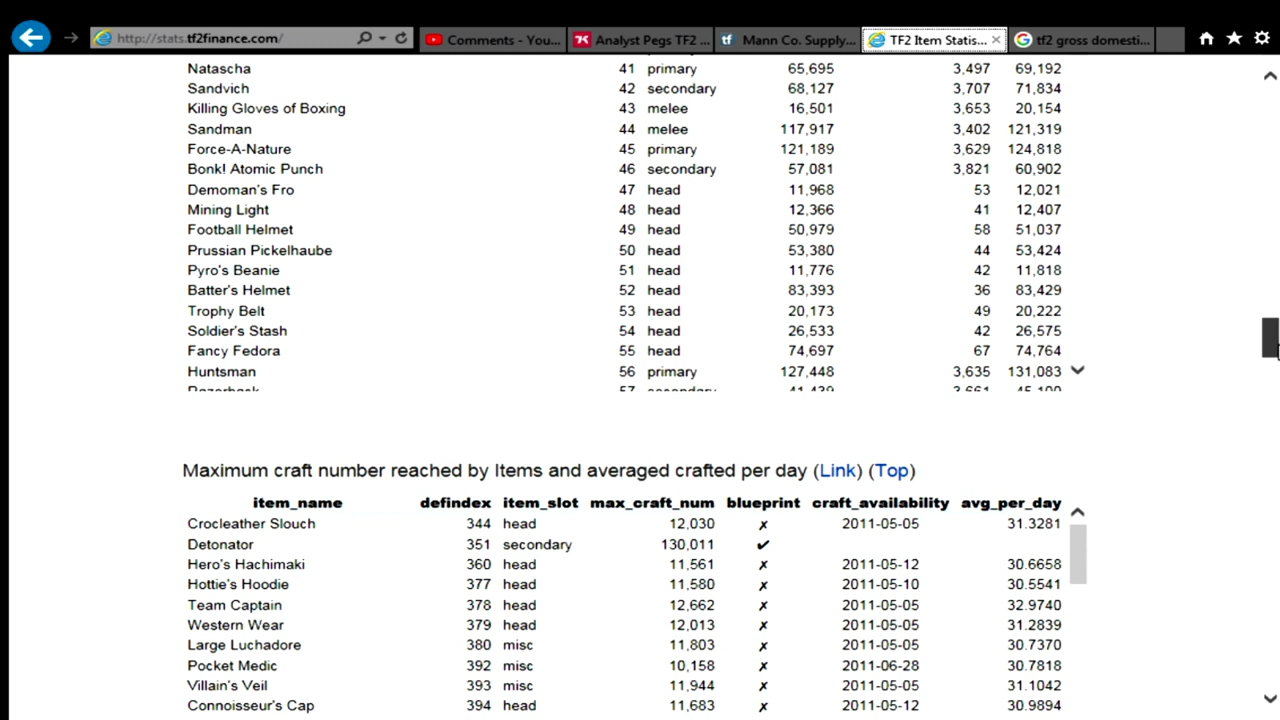 http://stats.tf2finance.com/ Comments - You... Analyst Pegs TF2 ... Mann Co. Supply... TF2 Item Statis... tf2 gross domesti...
Natascha 41 primary 65,695 3,497 69,192
Sandvich 42 secondary 68,127 3,707 71,834
Killing Gloves of Boxing 43 melee 16,501 3,653 20,154
Sandman 44 melee 117,917 3,402 121,319
Force-A-Nature 45 primary 121,189 3,629 124,818
Bonk! Atomic Punch 46 secondary 57,081 3,821 60,902
Demoman's Fro 47 head 11,968 53 12,021
Mining Light 48 head 12,366 41 12,407
Football Helmet 49 head 50,979 58 51,037
Prussian Pickelhaube 50 head 53,380 44 53,424
Pyro's Beanie 51 head 11,776 42 11,818
Batter's Helmet 52 head 83,393 36 83,429
Trophy Belt 53 head 20,173 49 20,222
Soldier's Stash 54 head 26,533 42 26,575
Fancy Fedora 55 head 74,697 67 74,764
Huntsman 56 primary 127,448 3,635 131,083
Razorback 57 secondary 41,439 3,661 45,100
Maximum craft number reached by Items and averaged crafted per day (Link) (Top)
item_name defindex item_slot max_craft_num blueprint craft_availability avg_per_day
Crocleather Slouch 344 head 12,030 ✗ 2011-05-05 31.3281
Detonator 351 secondary 130,011 ✔
Hero's Hachimaki 360 head 11,561 ✗ 2011-05-12 30.6658
Hottie's Hoodie 377 head 11,580 ✗ 2011-05-10 30.5541
Team Captain 378 head 12,662 ✗ 2011-05-05 32.9740
Western Wear 379 head 12,013 ✗ 2011-05-05 31.2839
Large Luchadore 380 misc 11,803 ✗ 2011-05-05 30.7370
Pocket Medic 392 misc 10,158 ✗ 2011-06-28 30.7818
Villain's Veil 393 misc 11,944 ✗ 2011-05-05 31.1042
Connoisseur's Cap 394 head 11,683 ✗ 2011-05-12 30.9894